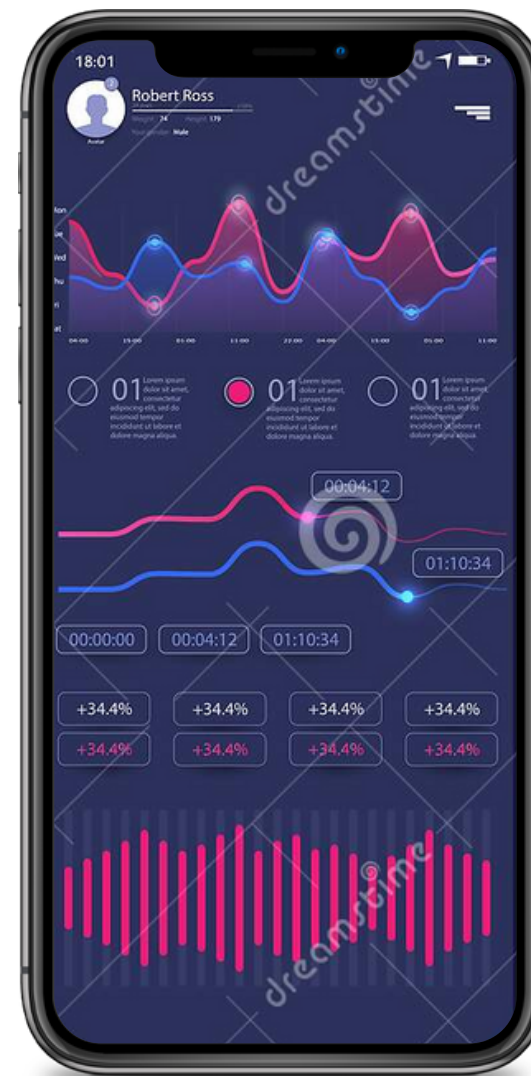 18:01
2
Robert Ross
Weight 74 Height 179
Your gender Male
Avatar
dreamstime
Mon
ue
Wed
hu
ri
at
04:00 15:00 01:00 11:00 22:00 04:00 15:00 01:00 11:00
01 Lorem ipsum
dolor sit amet,
consectetur
adipiscing elit, sed do
eiusmod tempor
incididunt ut labore et
dolore magna aliqua.
01 Lorem ipsum
dolor sit amet,
consectetur
adipiscing elit, sed do
eiusmod tempor
incididunt ut labore et
dolore magna aliqua.
01 Lorem ipsum
dolor sit amet,
consectetur
adipiscing elit, sed do
eiusmod tempor
incididunt ut labore et
dolore magna aliqua.
00:04:12
01:10:34
00:00:00 00:04:12 01:10:34
+34.4% +34.4% +34.4% +34.4%
+34.4% +34.4% +34.4% +34.4%
dreamstime